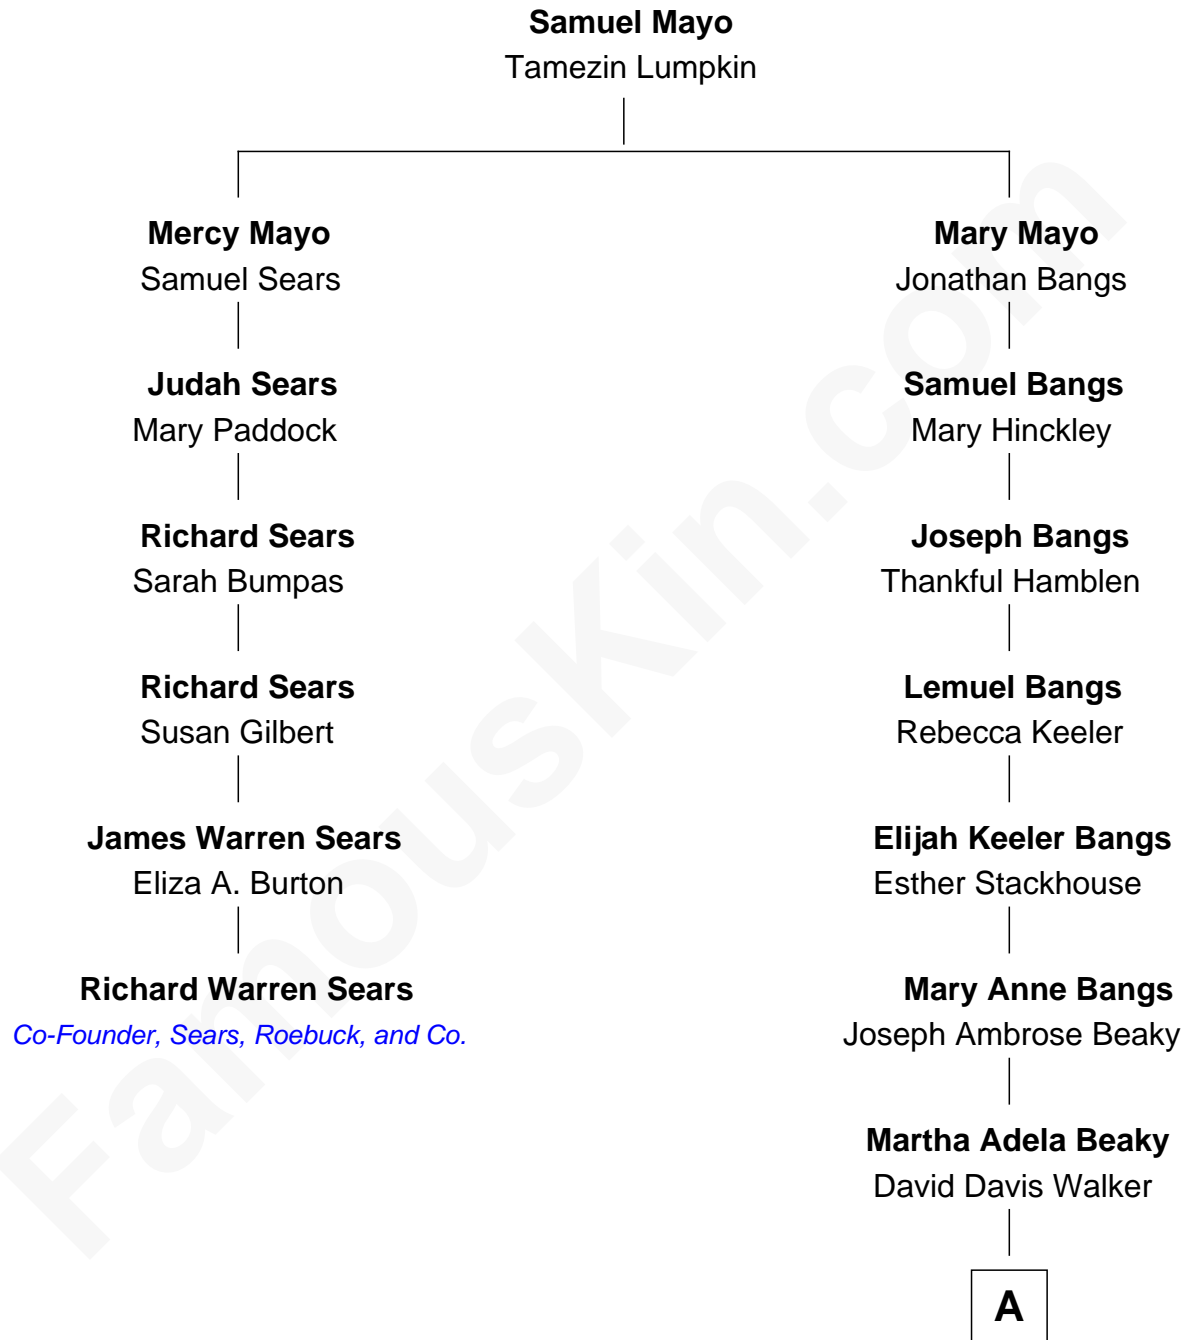 Samuel Mayo
Tamezin Lumpkin
Mercy Mayo
Samuel Sears
Mary Mayo
Jonathan Bangs
Judah Sears
Mary Paddock
Samuel Bangs
Mary Hinckley
Richard Sears
Sarah Bumpas
Joseph Bangs
Thankful Hamblen
Richard Sears
Susan Gilbert
Lemuel Bangs
Rebecca Keeler
James Warren Sears
Eliza A. Burton
Elijah Keeler Bangs
Esther Stackhouse
Richard Warren Sears
Co-Founder, Sears, Roebuck, and Co.
Mary Anne Bangs
Joseph Ambrose Beaky
Martha Adela Beaky
David Davis Walker
A
FamousKin.com